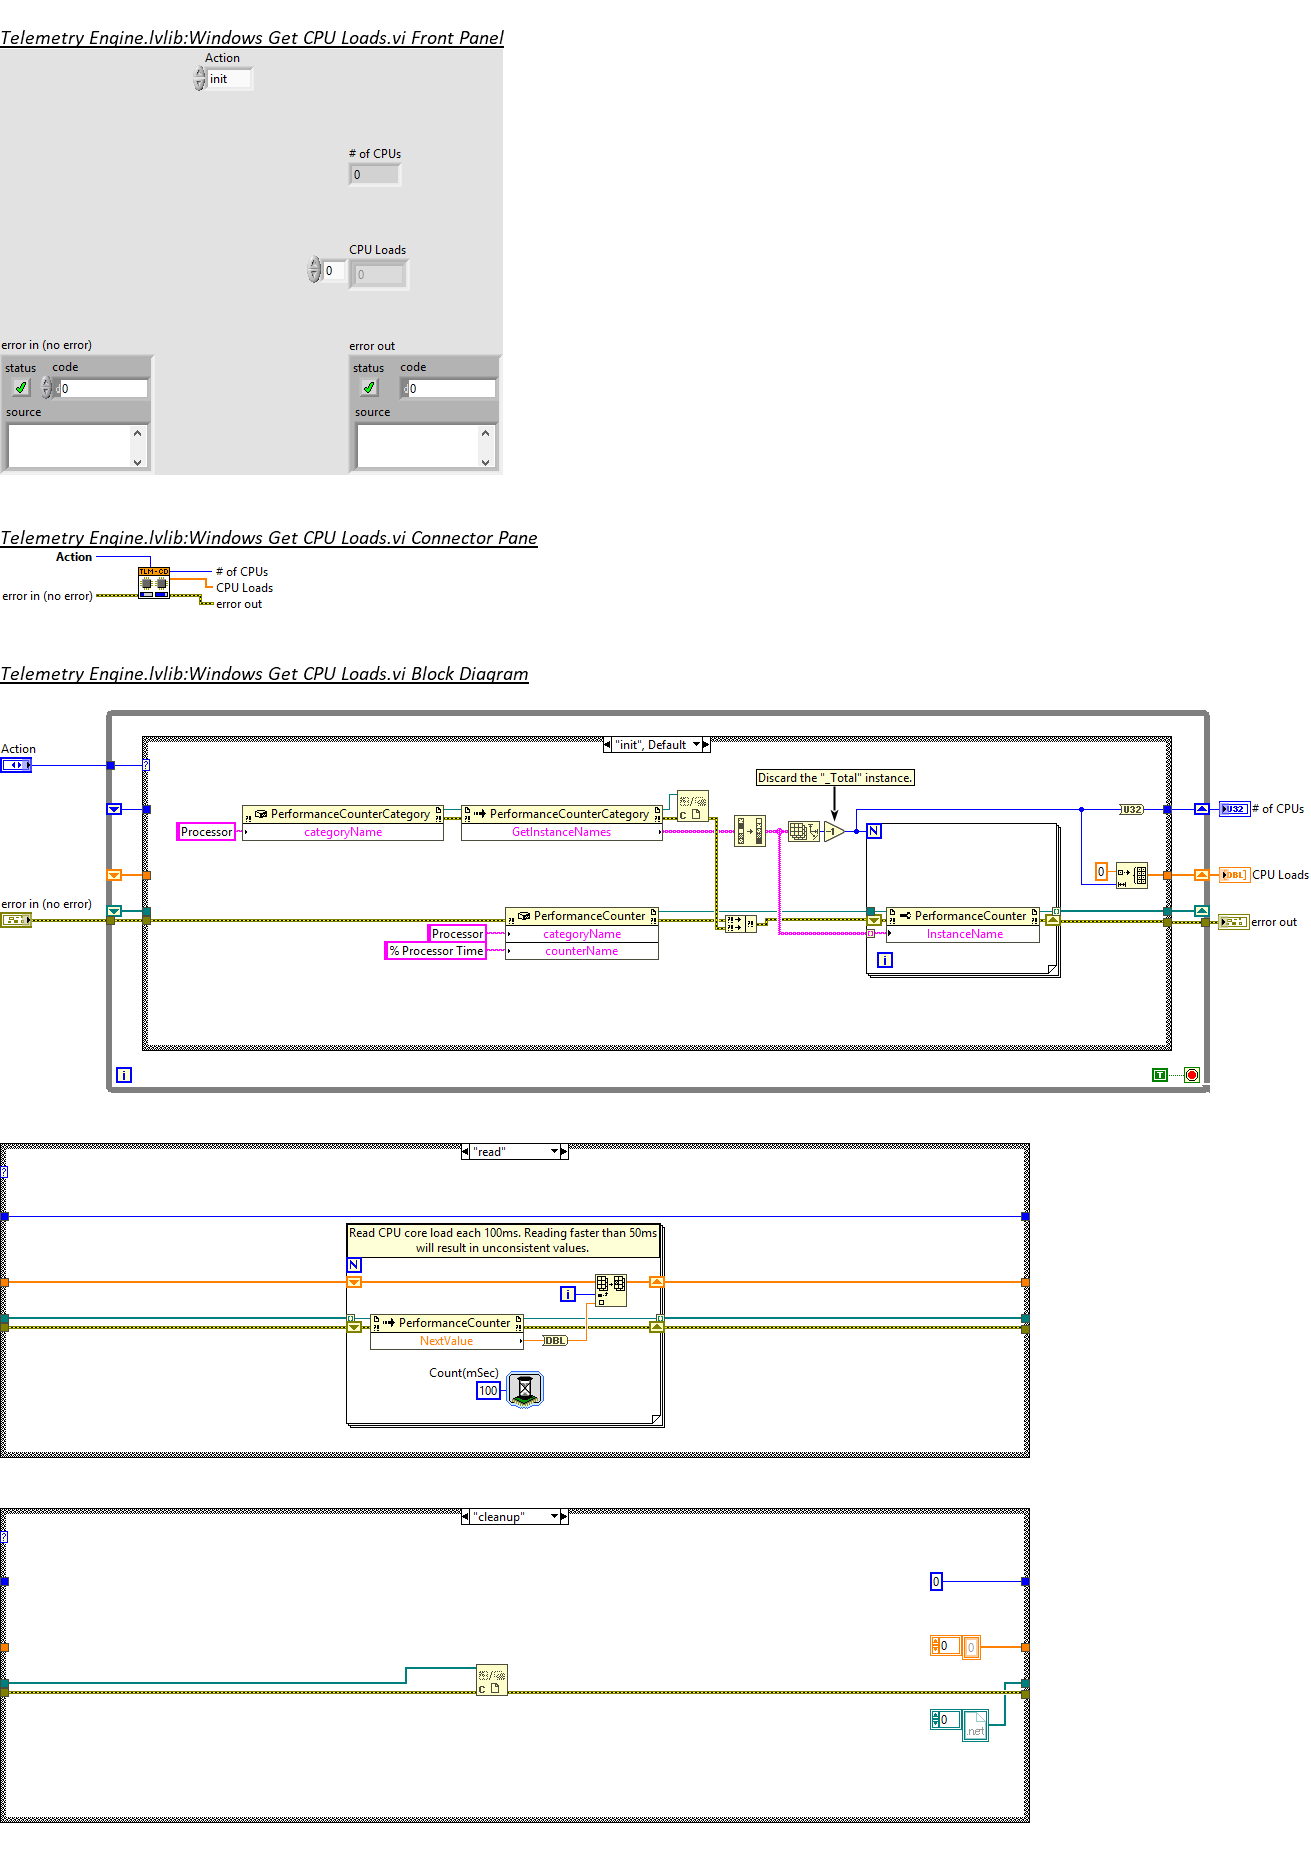 Telemetry Engine.lvlib:Windows Get CPU Loads.vi Front Panel
Action
init
# of CPUs
0
CPU Loads
0
0
error in (no error)
error out
status code
status code
0
0
source
source
Telemetry Engine.lvlib:Windows Get CPU Loads.vi Connector Pane
Action
TLM - CD
# of CPUs
CPU Loads
error in (no error)
error out
Telemetry Engine.lvlib:Windows Get CPU Loads.vi Block Diagram
"init", Default
Action
?
Discard the "_Total" instance.
PerformanceCounterCategory
PerformanceCounterCategory
C
U32
U32
# of CPUs
Processor
categoryName
GetInstanceNames
-1
N
0
DBL
CPU Loads
error in (no error)
PerformanceCounter
PerformanceCounter
error out
Processor
categoryName
InstanceName
% Processor Time
counterName
i
i
T
"read"
?
Read CPU core load each 100ms. Reading faster than 50ms
will result in unconsistent values.
N
i
PerformanceCounter
NextValue
DBL
Count(mSec)
100
"cleanup"
?
0
0
0
C
0
.net